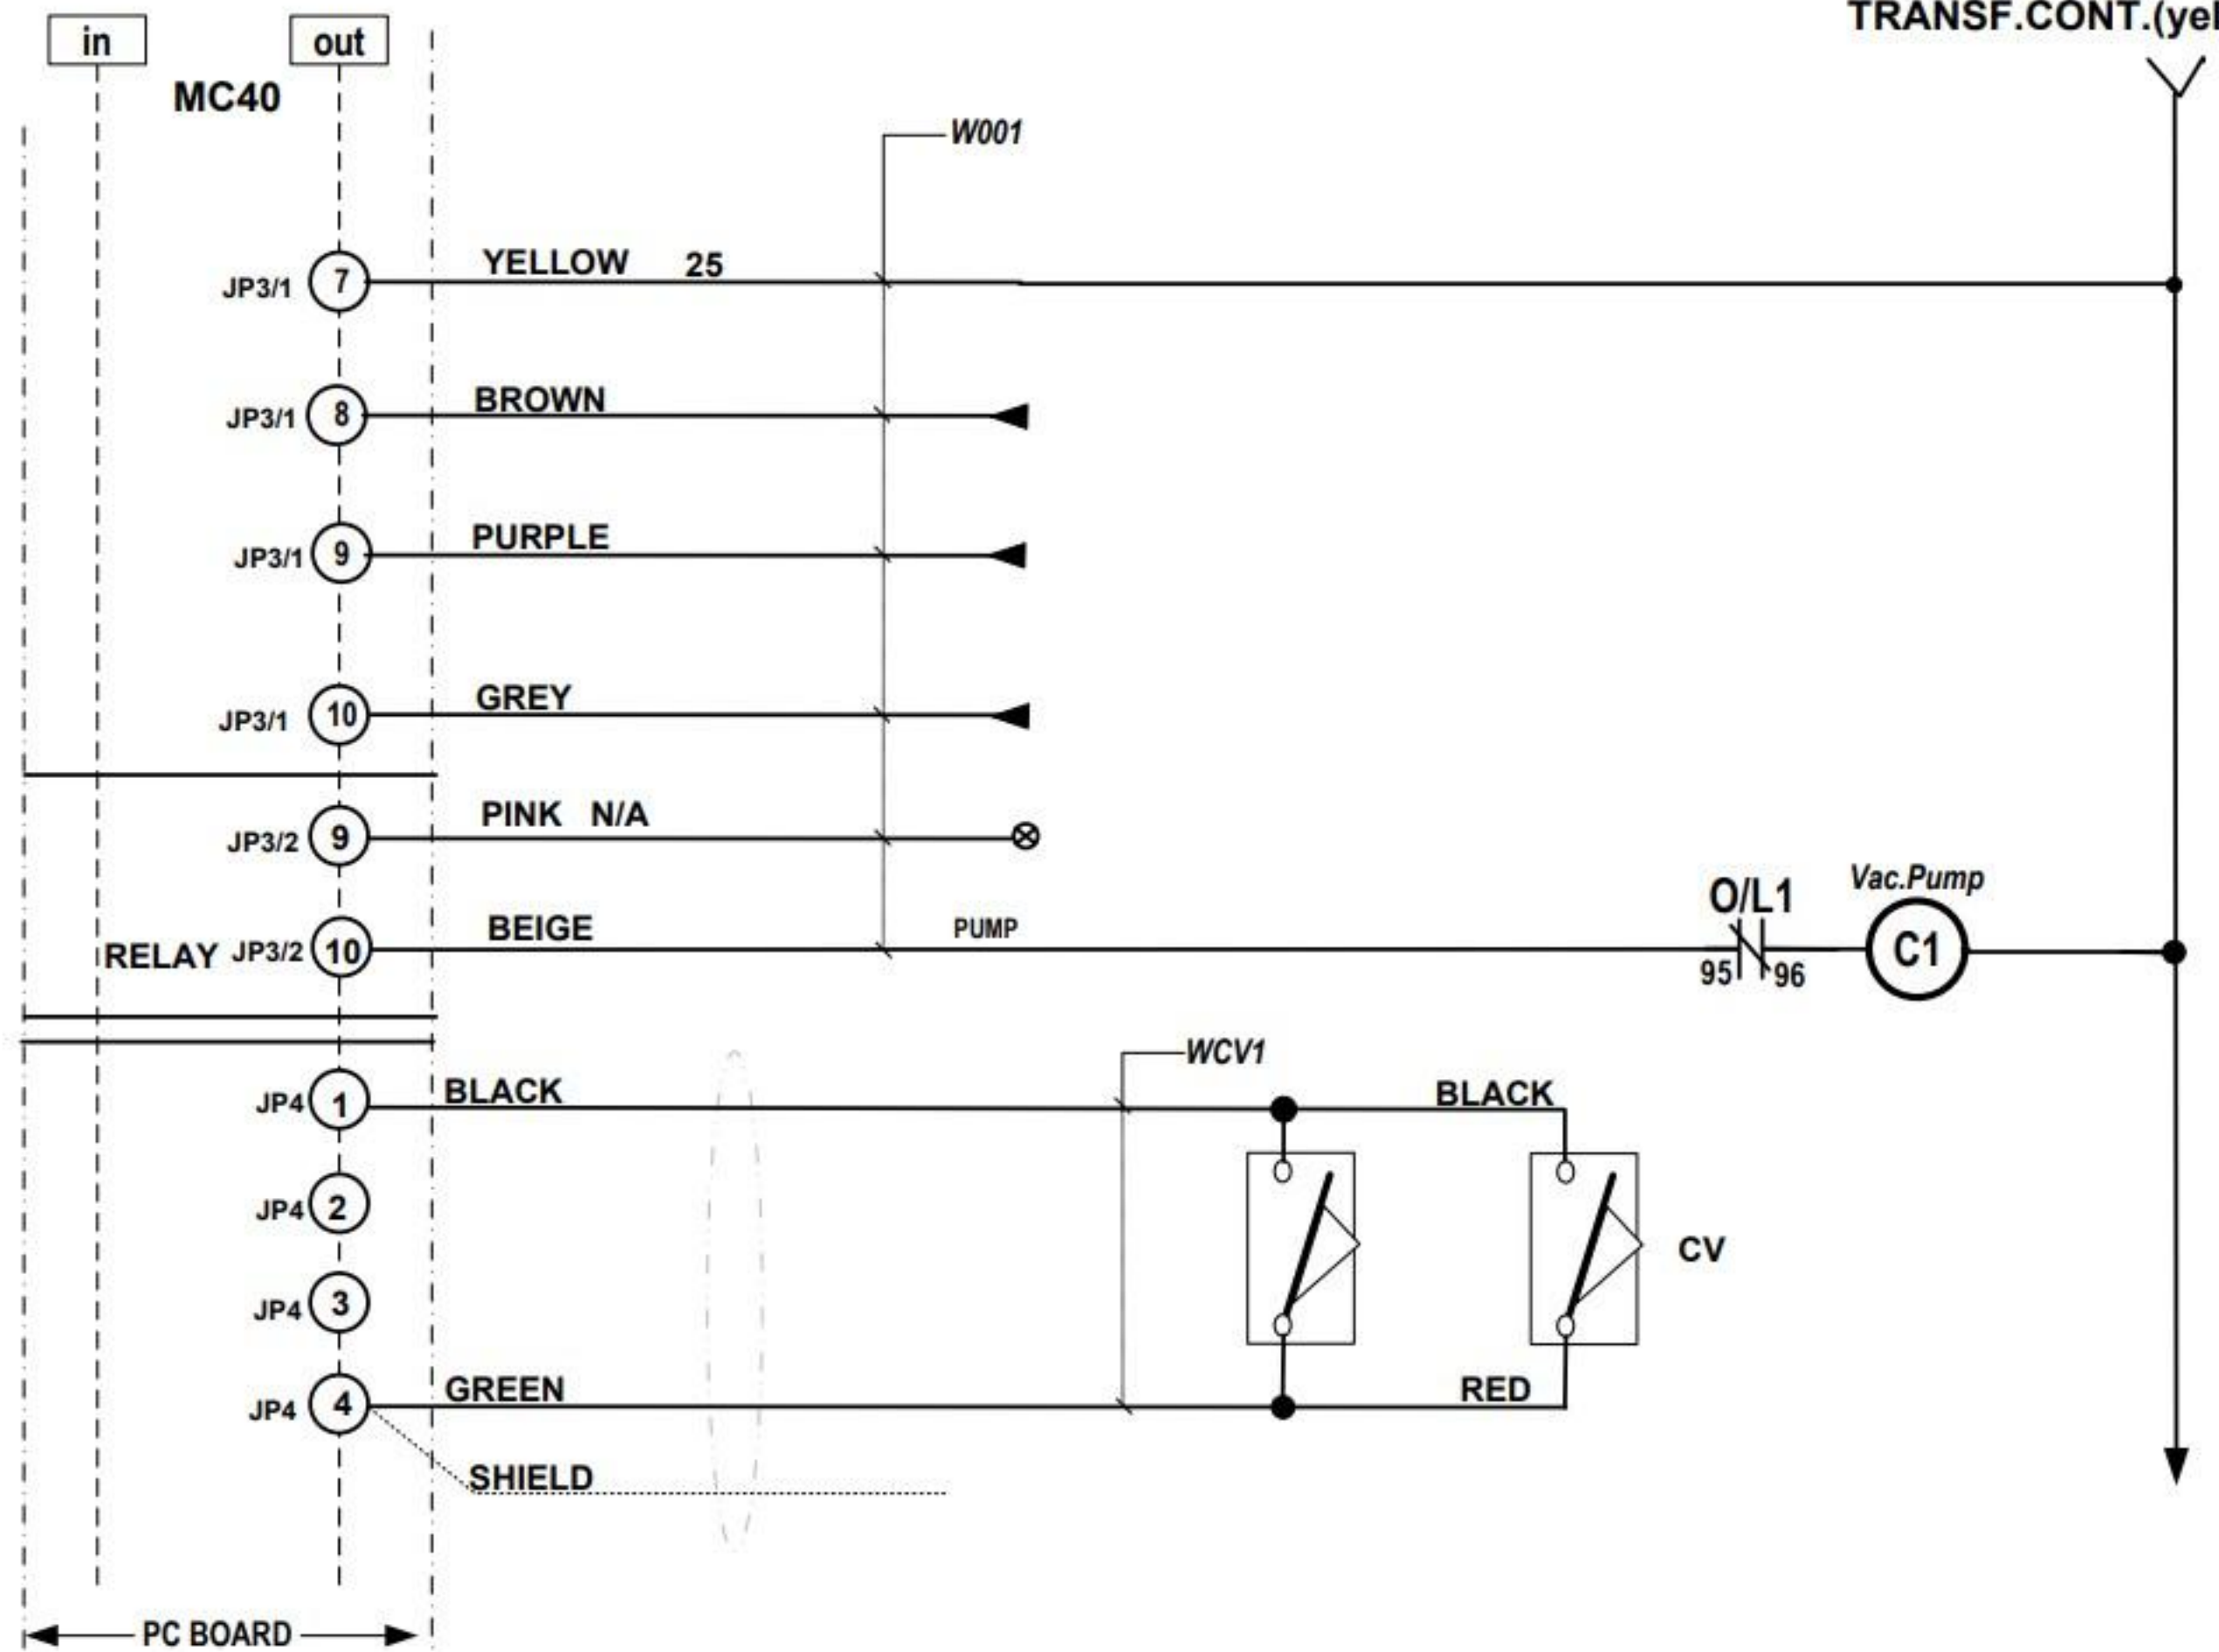 TRANSF.CONT.(yel
in
out
MC40
W001
YELLOW 25
JP3/1 7
BROWN
JP3/1 8
PURPLE
JP3/1 9
GREY
JP3/1 10
PINK N/A
JP3/2 9
Vac.Pump
O/L1
BEIGE
PUMP
RELAY JP3/2 10
C1
95 96
WCV1
BLACK
BLACK
JP4 1
JP4 2
CV
JP4 3
GREEN
RED
JP4 4
SHIELD
PC BOARD